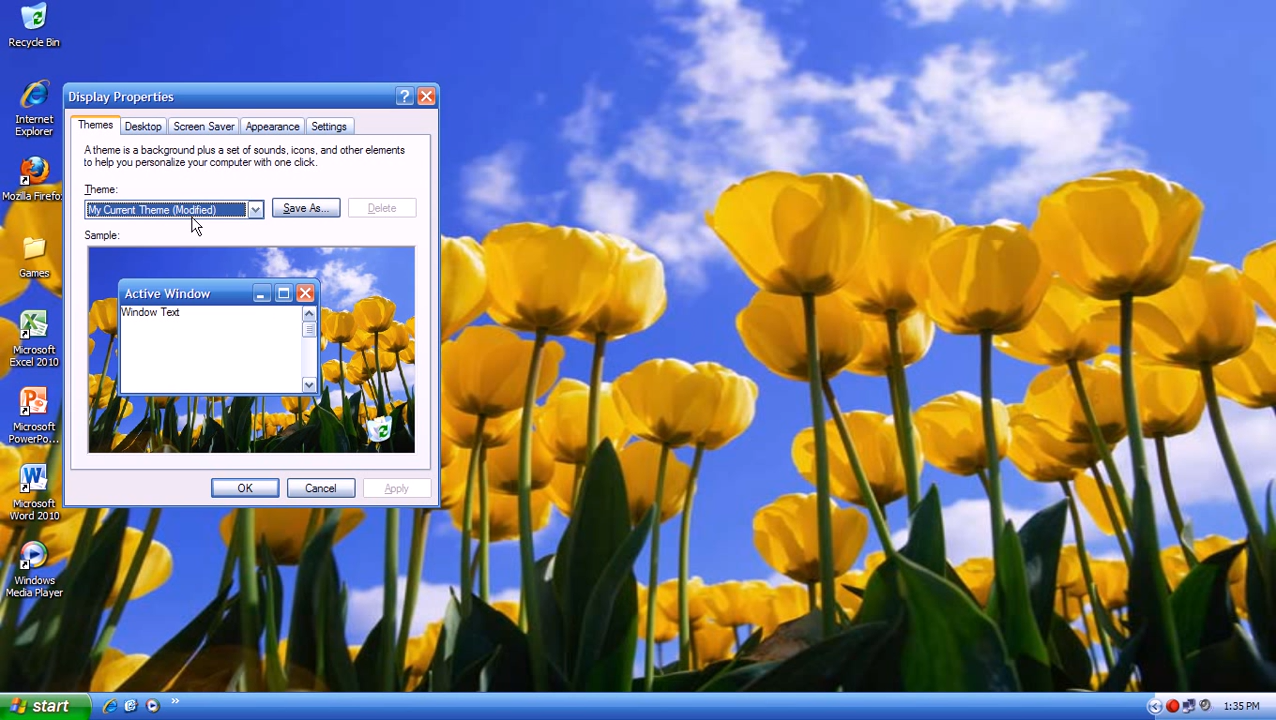 Recycle Bin
Internet
Explorer
Mozilla Firefox
Games
Microsoft
Excel 2010
Microsoft
PowerPo...
Microsoft
Word 2010
Windows
Media Player
Display Properties
?
Themes Desktop Screen Saver Appearance Settings
A theme is a background plus a set of sounds, icons, and other elements
to help you personalize your computer with one click.
Theme:
My Current Theme (Modified) Save As... Delete
Sample:
Active Window
Window Text
OK Cancel Apply
start
»
1:35 PM